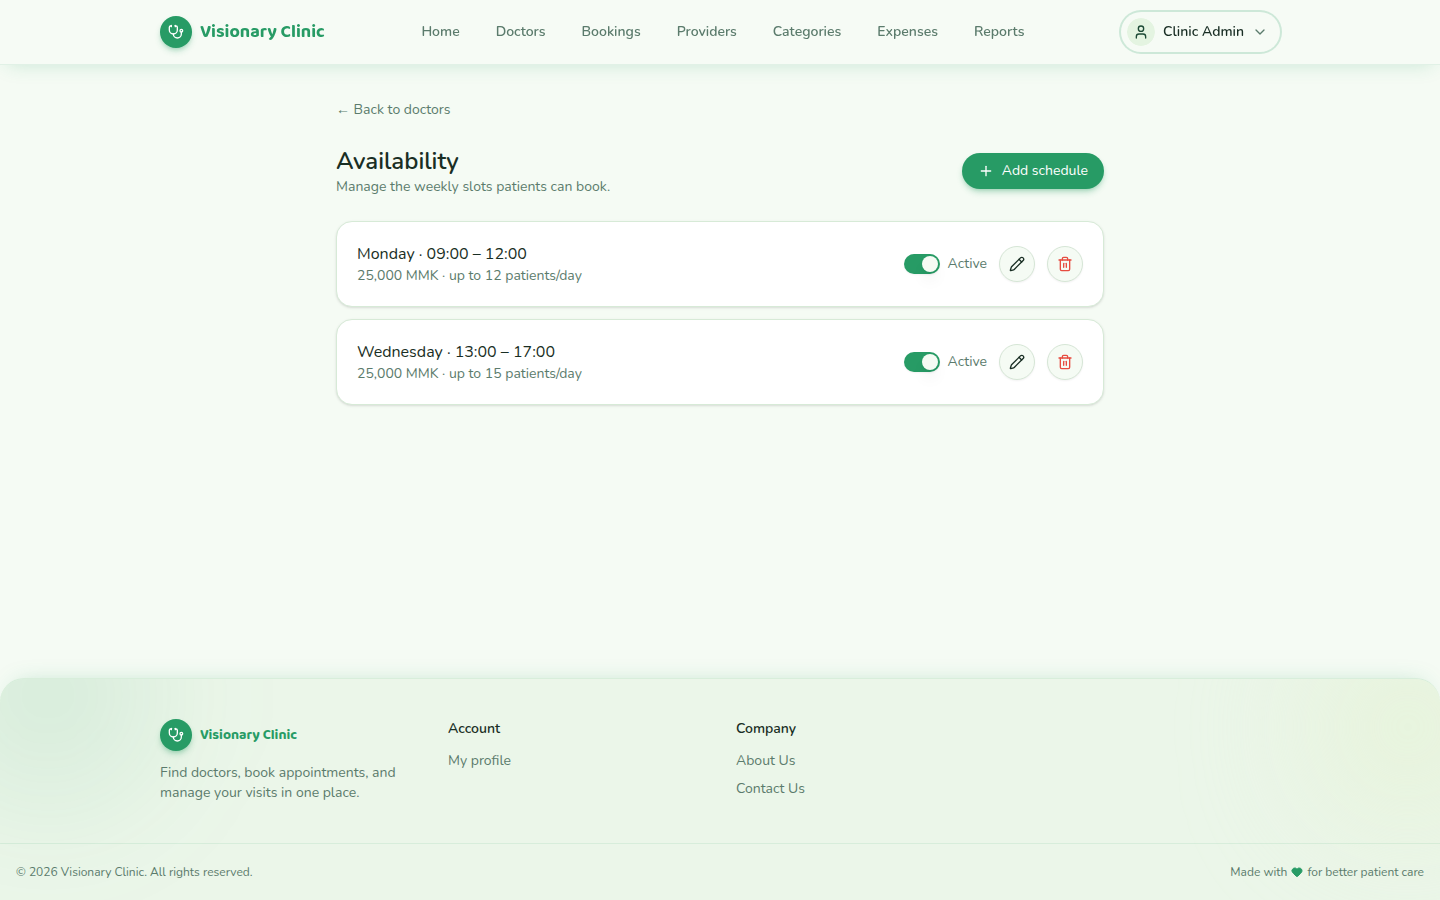 Visionary Clinic
Home
Doctors
Bookings
Providers
Categories
Expenses
Reports
Clinic Admin
← Back to doctors
Availability
Manage the weekly slots patients can book.
Add schedule
Monday · 09:00 – 12:00
25,000 MMK · up to 12 patients/day
Active
Wednesday · 13:00 – 17:00
25,000 MMK · up to 15 patients/day
Active
Visionary Clinic
Find doctors, book appointments, and
manage your visits in one place.
Account
My profile
Company
About Us
Contact Us
© 2026 Visionary Clinic. All rights reserved.
Made with for better patient care